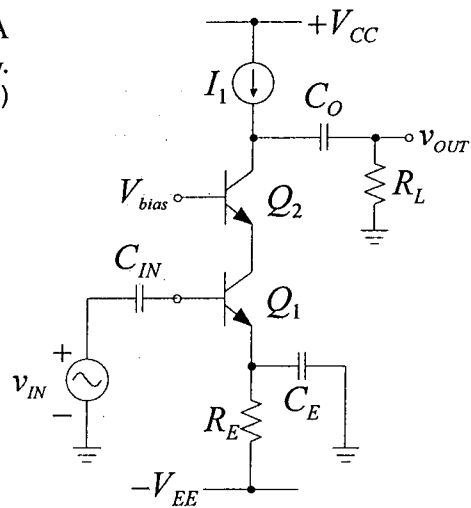 A
+V_CC
I_1
C_O
v_OUT
V_bias
Q_2
R_L
C_IN
Q_1
+
v_IN
−
C_E
R_E
−V_EE